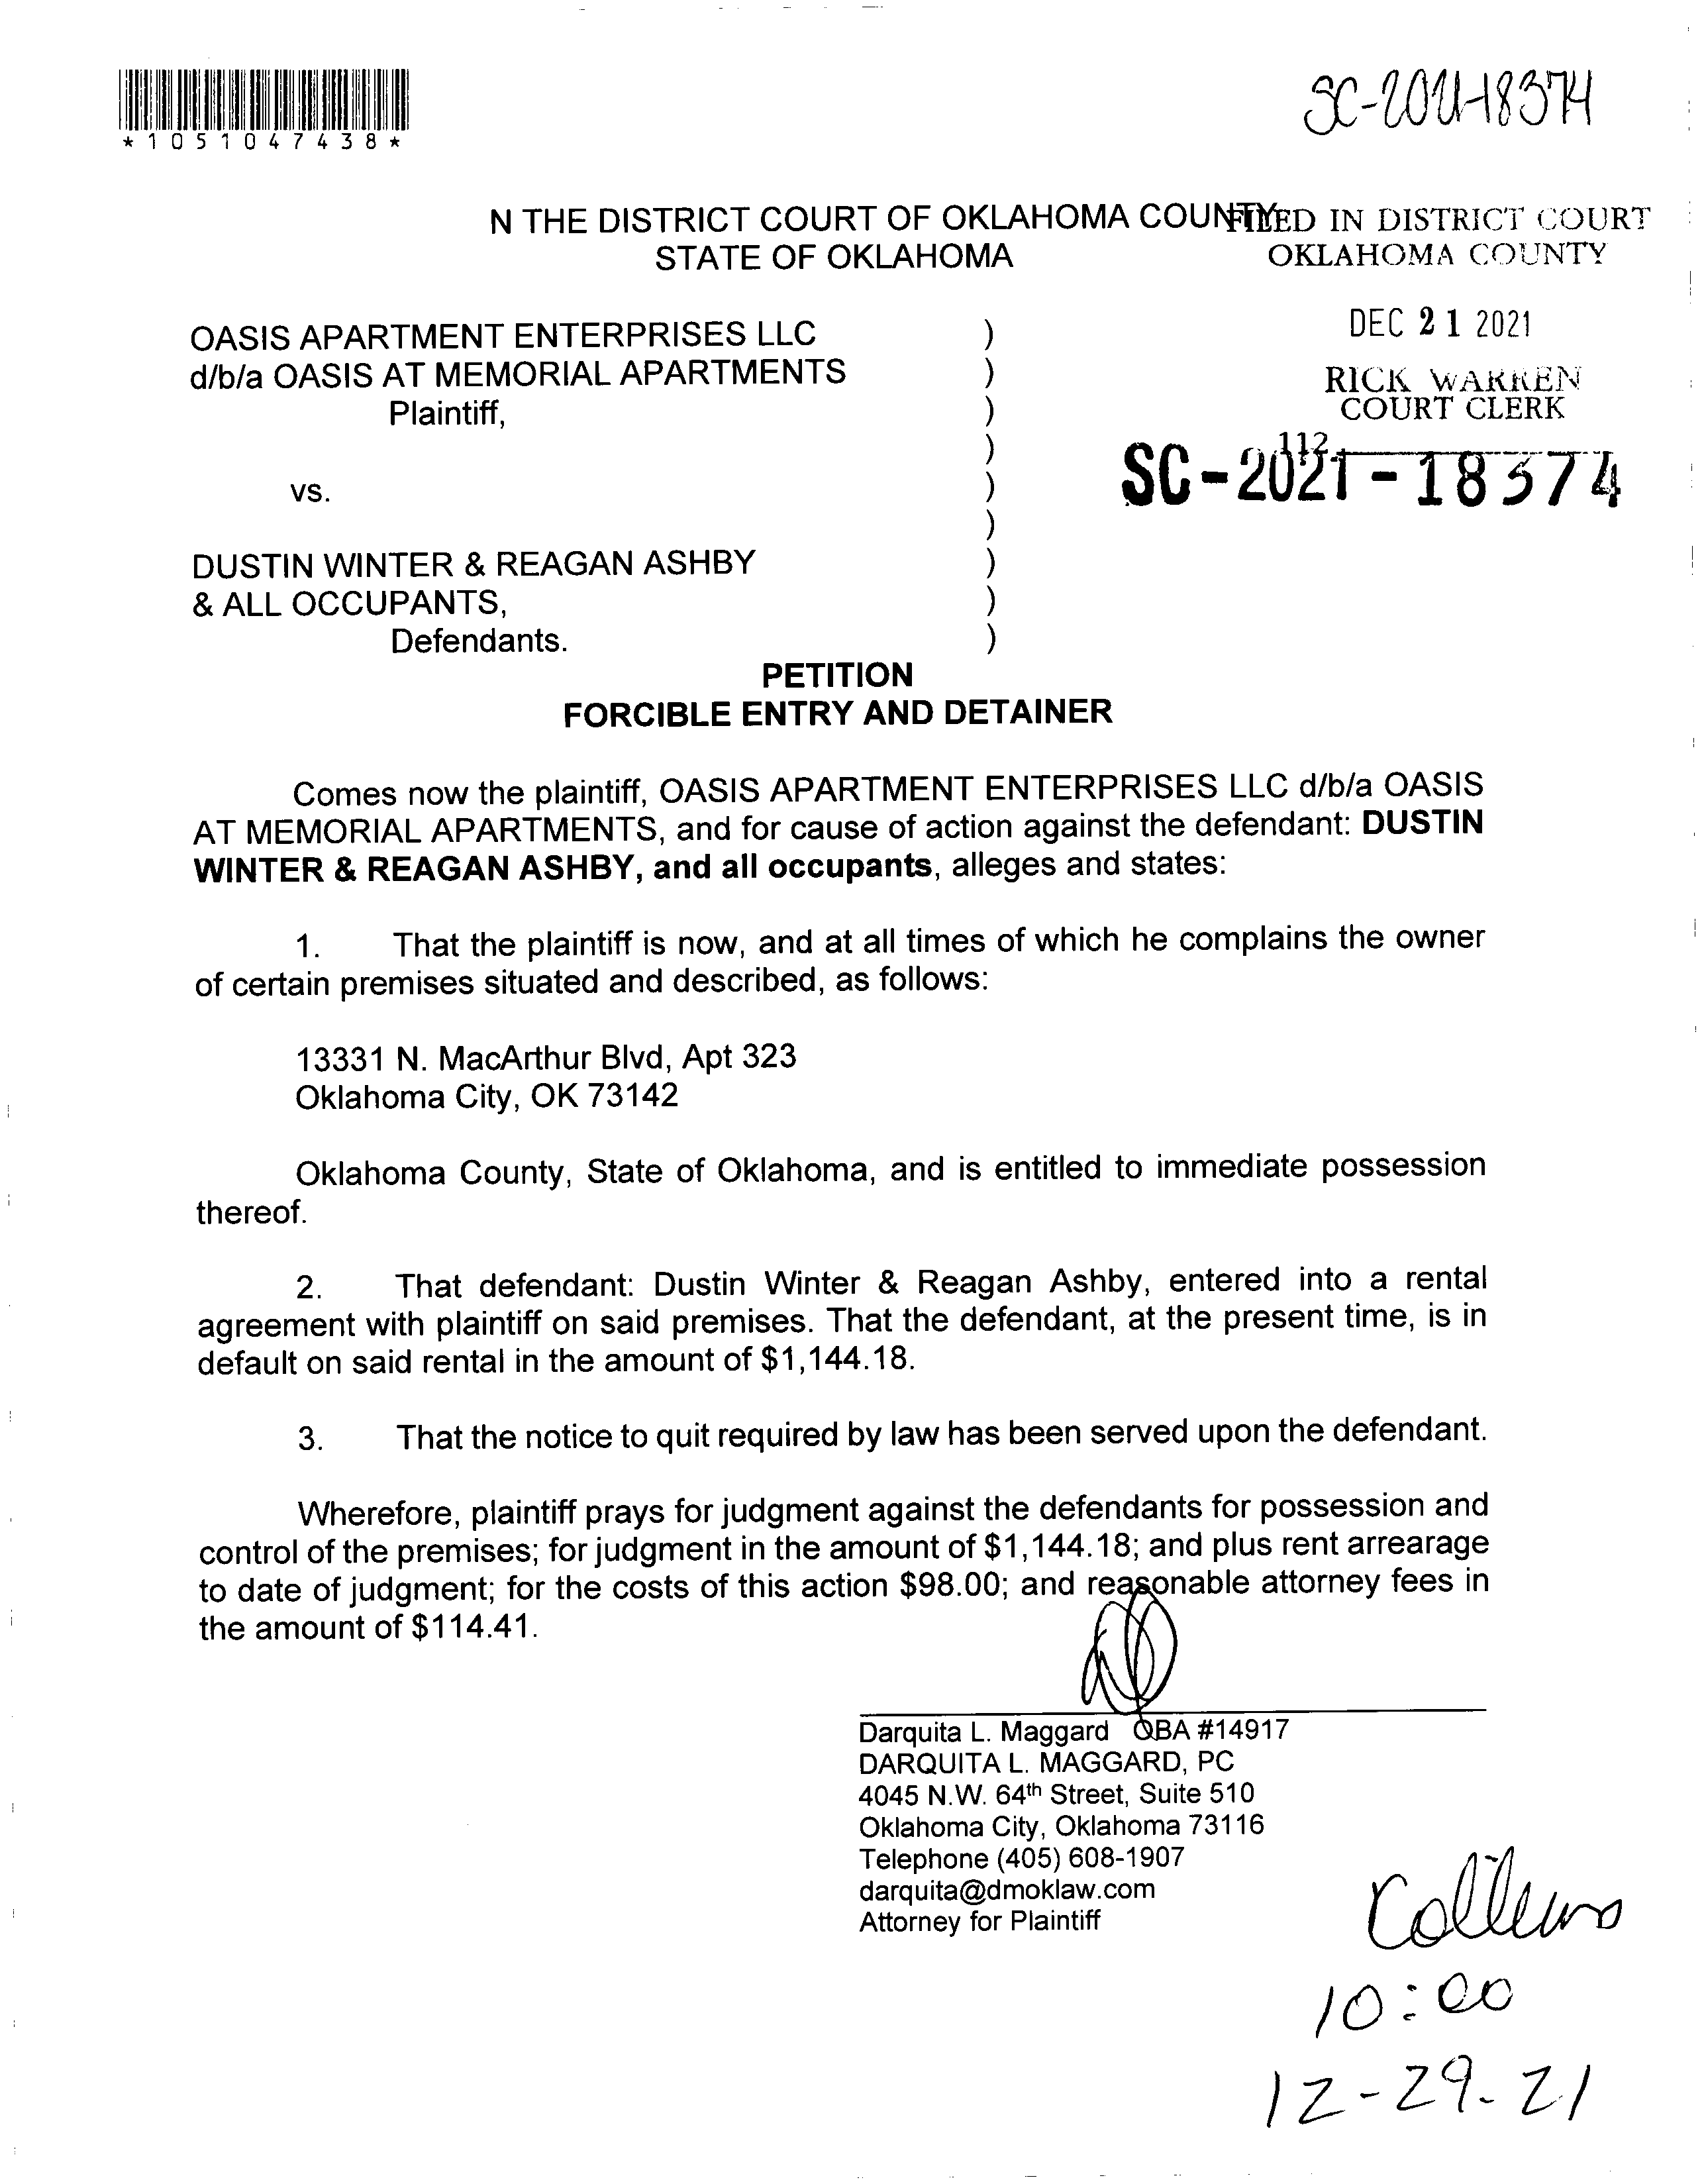 *1051047438*
SC-2021-18374
N THE DISTRICT COURT OF OKLAHOMA COUNTY
STATE OF OKLAHOMA
FILED IN DISTRICT COURT
OKLAHOMA COUNTY
DEC 21 2021
RICK WARREN
COURT CLERK
112
SC-2021-18374
OASIS APARTMENT ENTERPRISES LLC )
d/b/a OASIS AT MEMORIAL APARTMENTS )
Plaintiff, )
)
vs. )
)
DUSTIN WINTER & REAGAN ASHBY )
& ALL OCCUPANTS, )
Defendants. )
PETITION
FORCIBLE ENTRY AND DETAINER
Comes now the plaintiff, OASIS APARTMENT ENTERPRISES LLC d/b/a OASIS
AT MEMORIAL APARTMENTS, and for cause of action against the defendant: DUSTIN
WINTER & REAGAN ASHBY, and all occupants, alleges and states:
1. That the plaintiff is now, and at all times of which he complains the owner
of certain premises situated and described, as follows:
13331 N. MacArthur Blvd, Apt 323
Oklahoma City, OK 73142
Oklahoma County, State of Oklahoma, and is entitled to immediate possession
thereof.
2. That defendant: Dustin Winter & Reagan Ashby, entered into a rental
agreement with plaintiff on said premises. That the defendant, at the present time, is in
default on said rental in the amount of $1,144.18.
3. That the notice to quit required by law has been served upon the defendant.
Wherefore, plaintiff prays for judgment against the defendants for possession and
control of the premises; for judgment in the amount of $1,144.18; and plus rent arrearage
to date of judgment; for the costs of this action $98.00; and reasonable attorney fees in
the amount of $114.41.
Darquita L. Maggard OBA #14917
DARQUITA L. MAGGARD, PC
4045 N.W. 64th Street, Suite 510
Oklahoma City, Oklahoma 73116
Telephone (405) 608-1907
darquita@dmoklaw.com
Attorney for Plaintiff
10:00
12-29-21